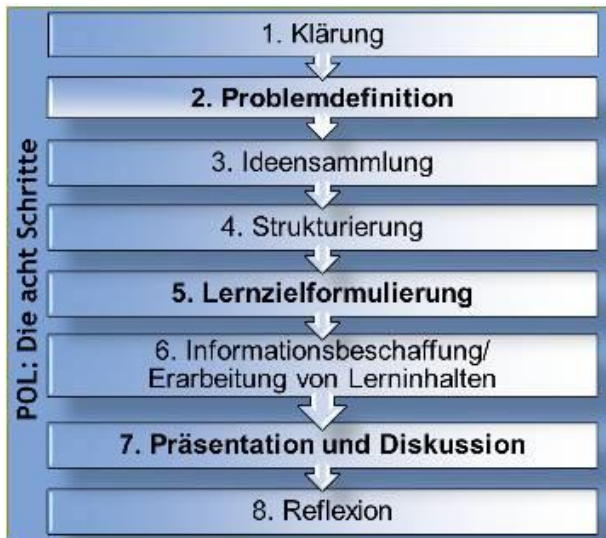 POL: Die acht Schritte
1. Klärung
2. Problemdefinition
3. Ideensammlung
4. Strukturierung
5. Lernzielformulierung
6. Informationsbeschaffung/
Erarbeitung von Lerninhalten
7. Präsentation und Diskussion
8. Reflexion